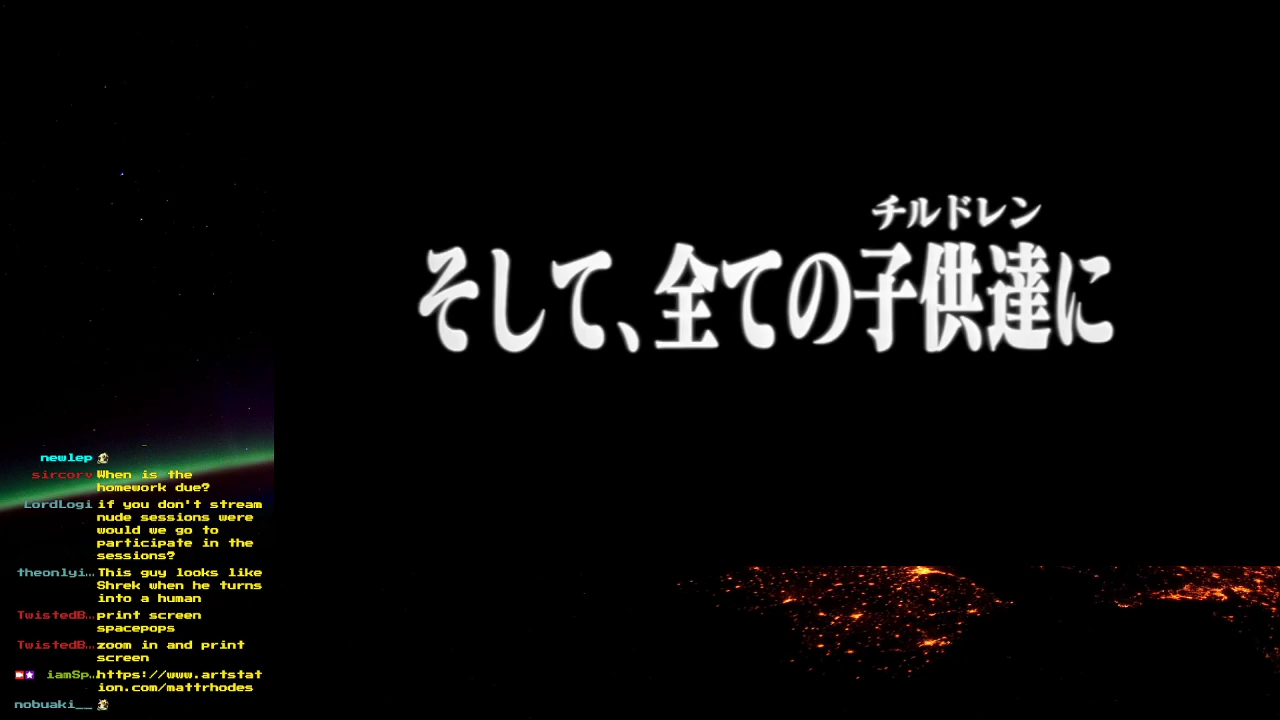 チルドレン
そして、全ての子供達に
newlep
sircorv When is the
homework due?
LordLogi if you don't stream
nude sessions were
would we go to
participate in the
sessions?
theonlyi… This guy looks like
Shrek when he turns
into a human
TwistedB… print screen
spacepops
TwistedB… zoom in and print
screen
iamSp… https://www.artstat
ion.com/mattrhodes
nobuaki__